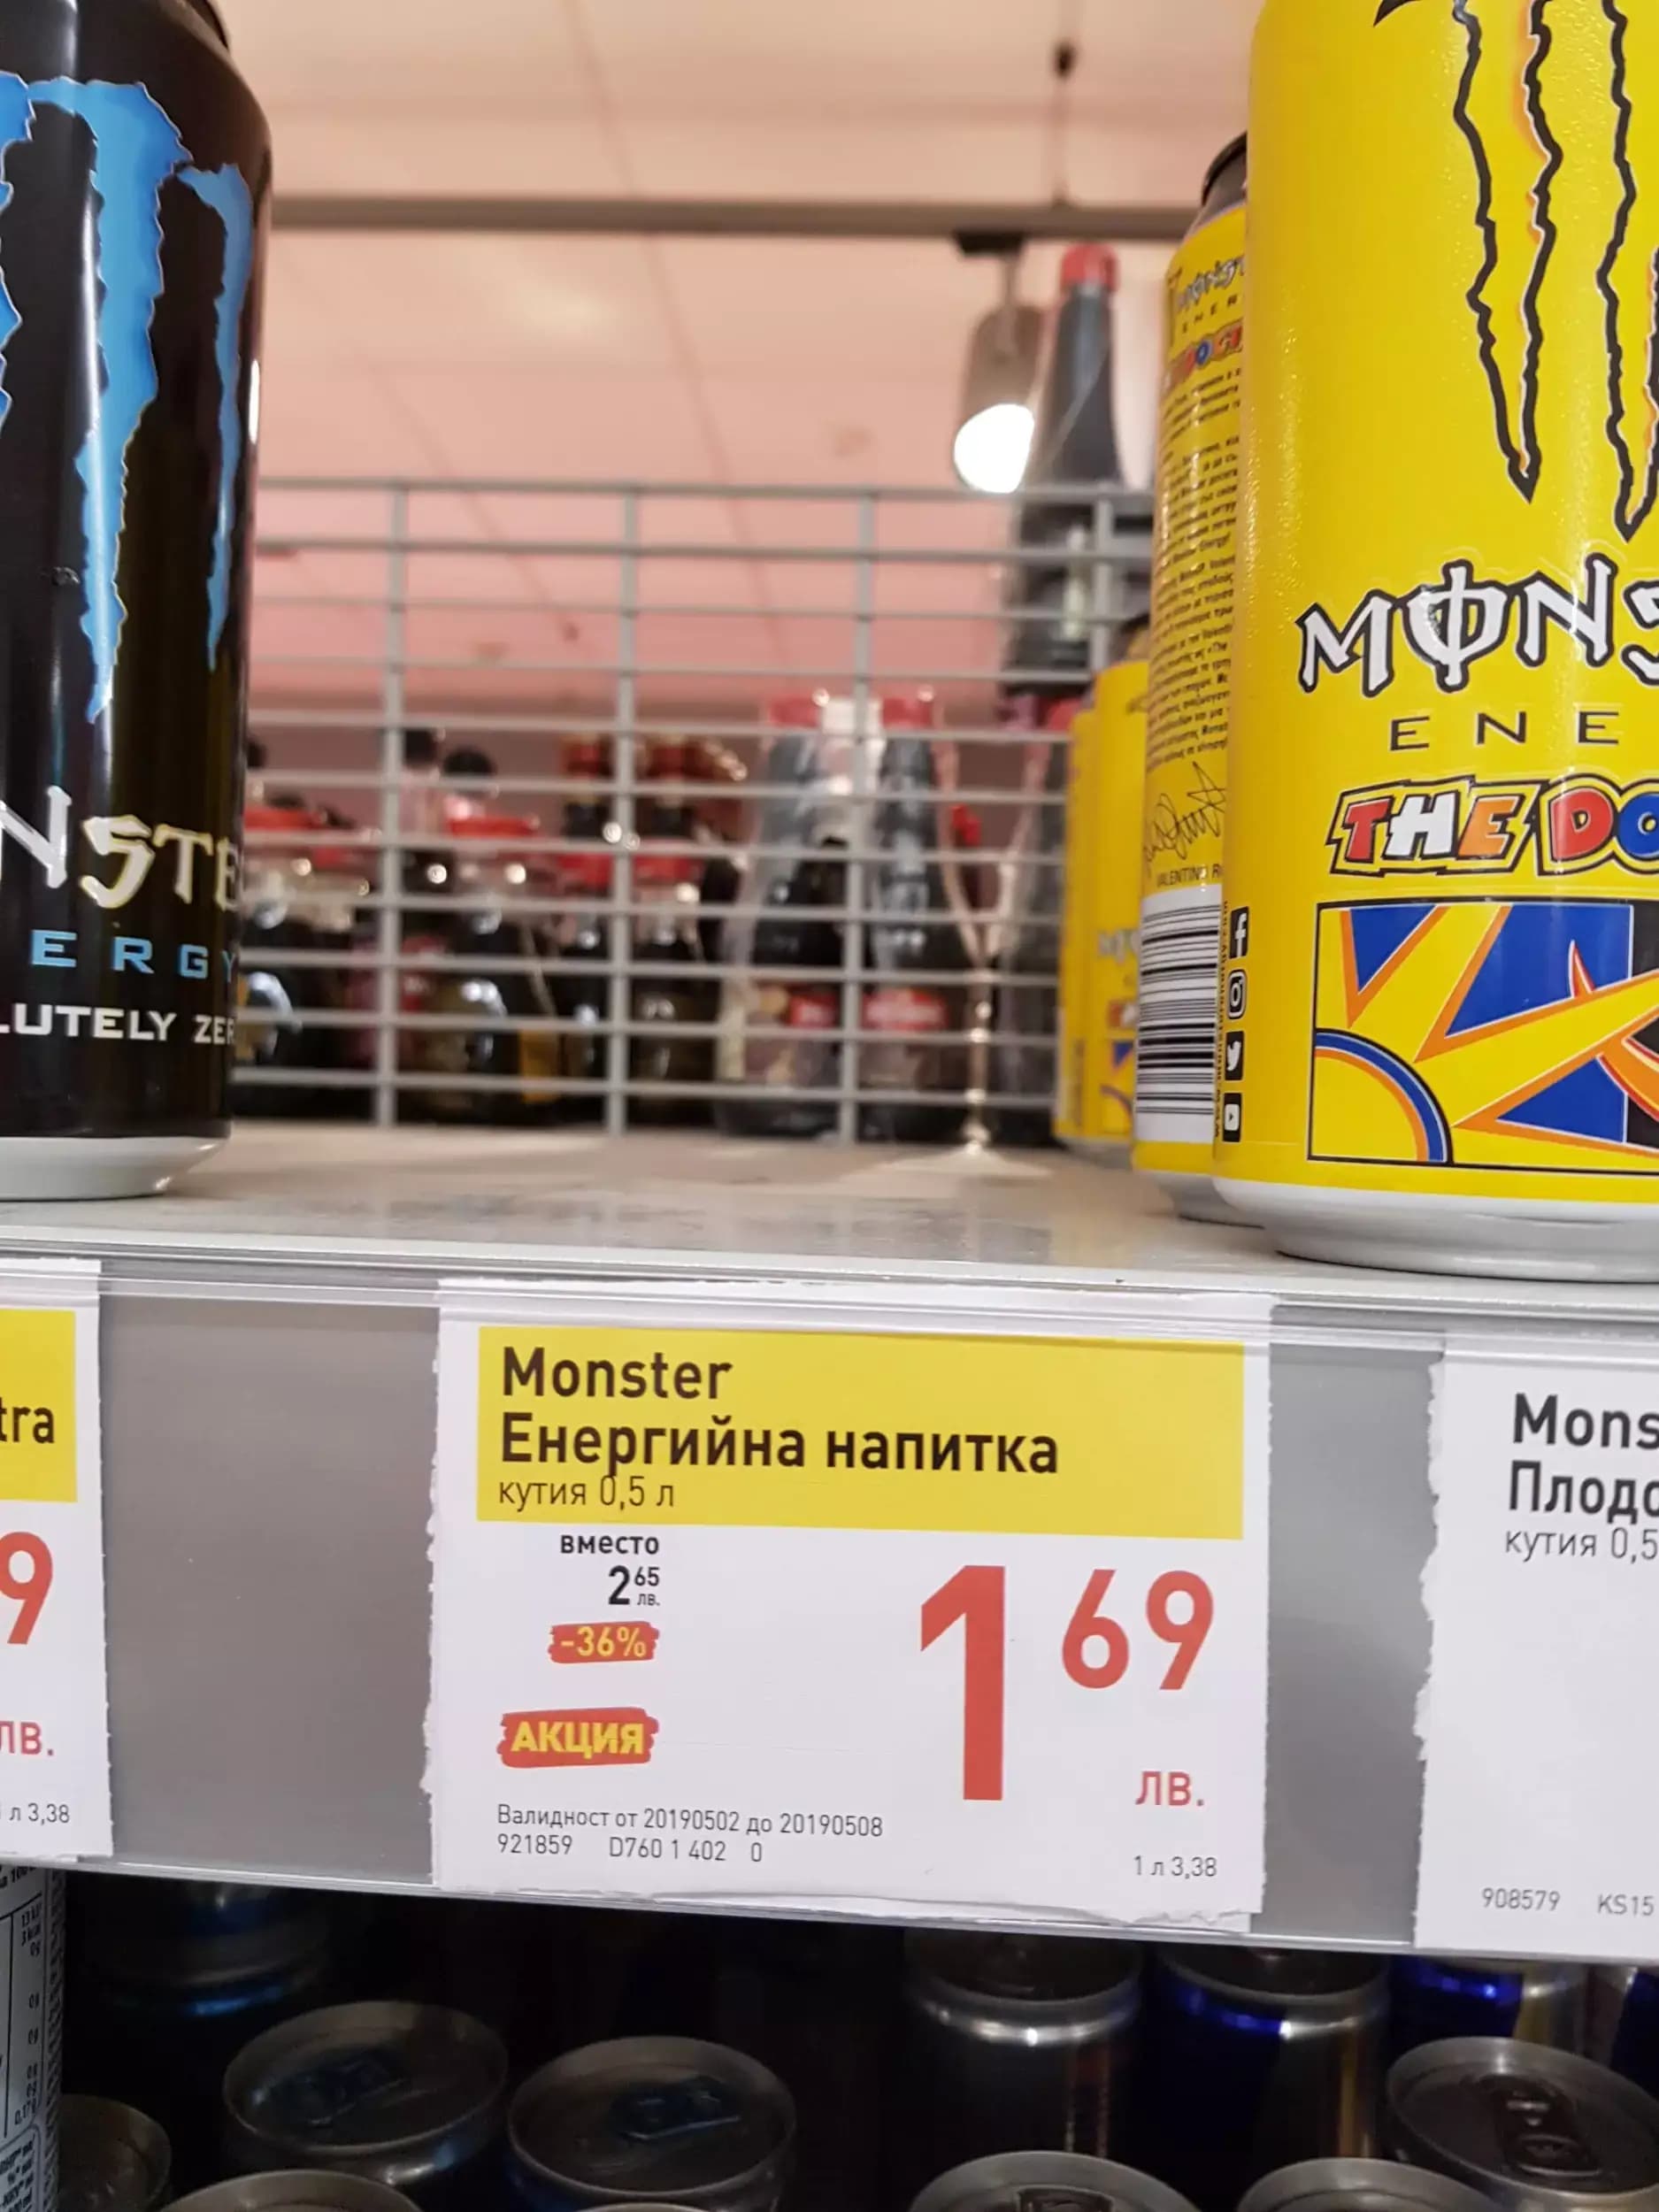 NSTE
ERGY
LUTELY ZER
MONS
ENE
THE DO
VALENTINO R
tra
9
лв.
л 3,38
Monster
Енергийна напитка
кутия 0,5 л
вместо
2 65
лв.
-36%
АКЦИЯ
1 69
лв.
Валидност от 20190502 до 20190508
921859 D760 1 402 0
1 л 3,38
Mons
Плодо
кутия 0,5
908579 KS15